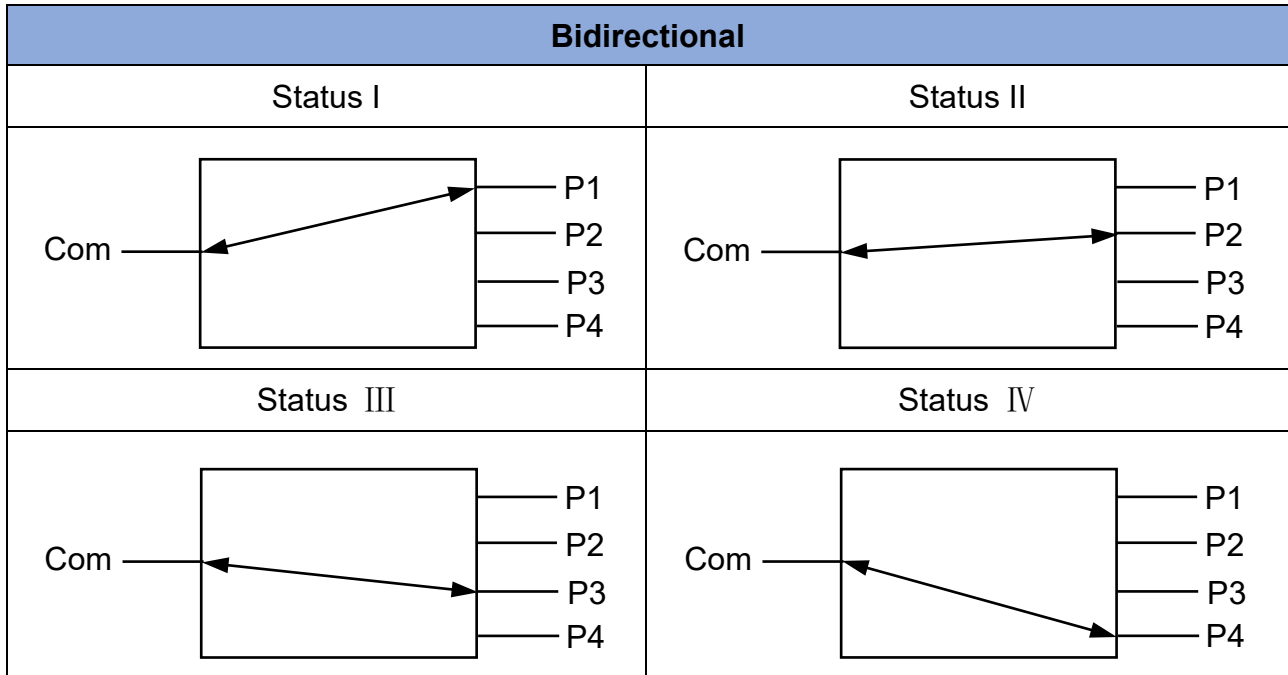 Bidirectional
Status I
Status II
Com
P1
P2
P3
P4
Com
P1
P2
P3
P4
Status Ⅲ
Status Ⅳ
Com
P1
P2
P3
P4
Com
P1
P2
P3
P4